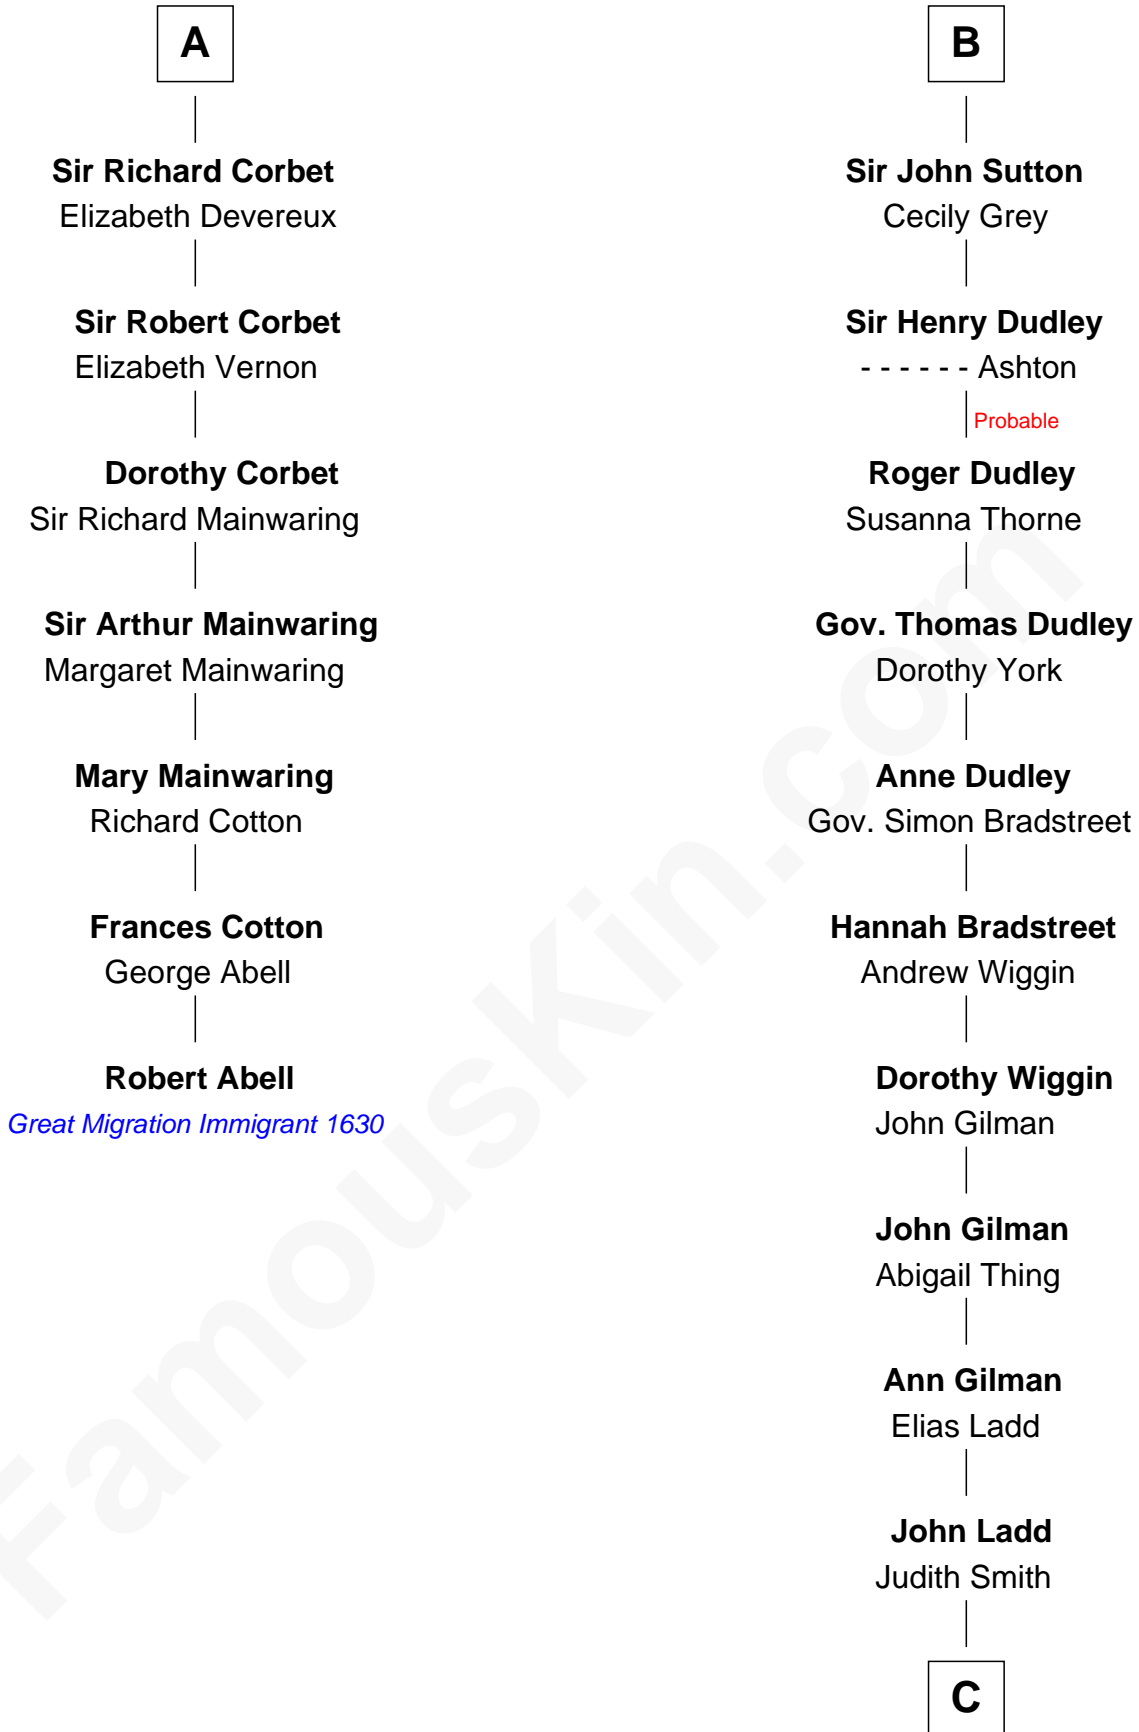 A
Sir Richard Corbet
Elizabeth Devereux
Sir Robert Corbet
Elizabeth Vernon
Dorothy Corbet
Sir Richard Mainwaring
Sir Arthur Mainwaring
Margaret Mainwaring
Mary Mainwaring
Richard Cotton
Frances Cotton
George Abell
Robert Abell
Great Migration Immigrant 1630
B
Sir John Sutton
Cecily Grey
Sir Henry Dudley
- - - - - - Ashton
Probable
Roger Dudley
Susanna Thorne
Gov. Thomas Dudley
Dorothy York
Anne Dudley
Gov. Simon Bradstreet
Hannah Bradstreet
Andrew Wiggin
Dorothy Wiggin
John Gilman
John Gilman
Abigail Thing
Ann Gilman
Elias Ladd
John Ladd
Judith Smith
C
FamousKin.com